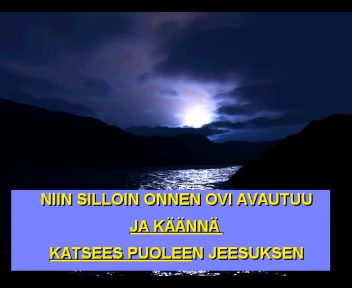 NIIN SILLOIN ONNEN OVI AVAUTUU
JA KÄÄNNÄ
KATSEES PUOLEEN JEESUKSEN